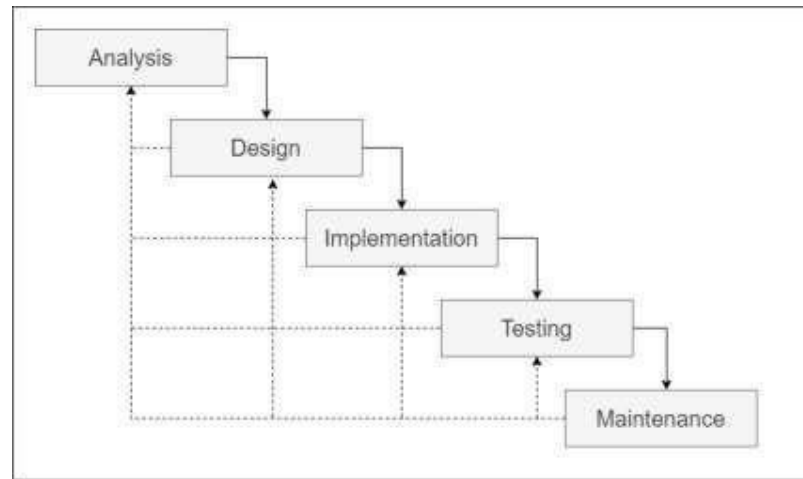 Analysis
Design
Implementation
Testing
Maintenance